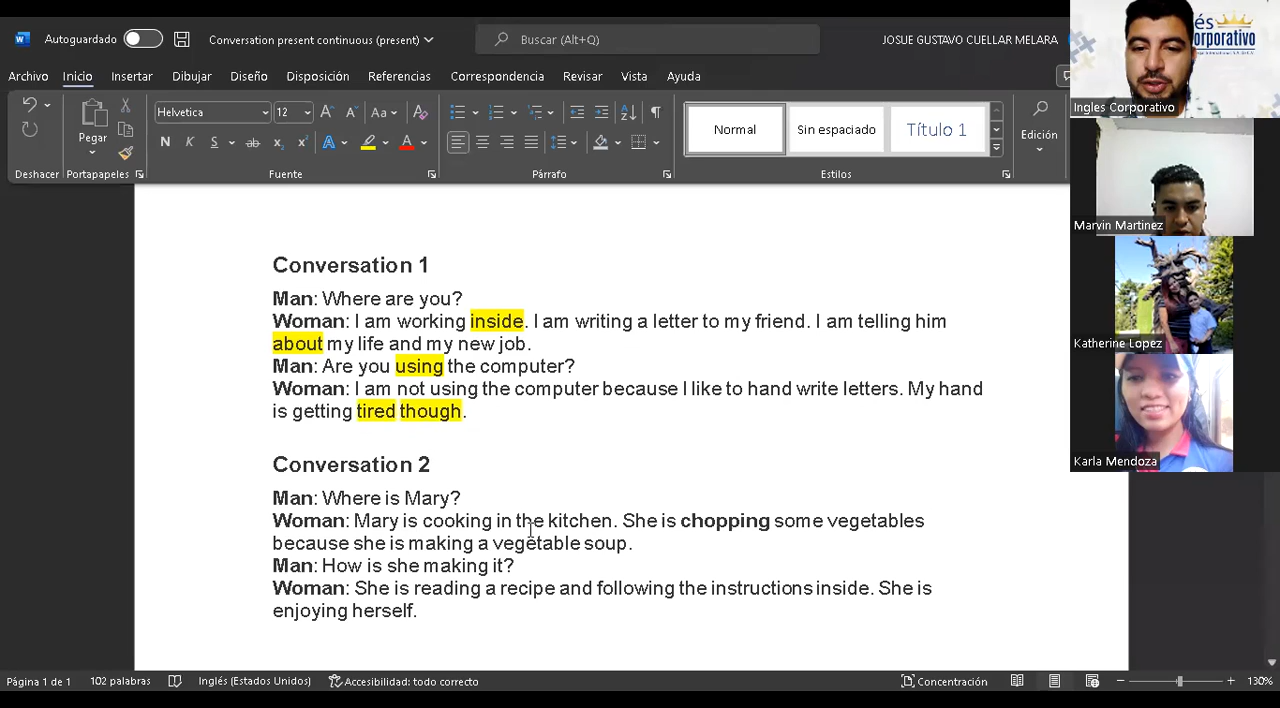 Autoguardado
Conversation present continuous (present)
Buscar (Alt+Q)
JOSUE GUSTAVO CUELLAR MELARA
Archivo Inicio Insertar Dibujar Diseño Disposición Referencias Correspondencia Revisar Vista Ayuda
Helvetica 12 Aa
Pegar
N K S ab x₂ x² A A
Normal
Sin espaciado
Título 1
Edición
Deshacer Portapapeles Fuente Párrafo Estilos
Conversation 1
Man: Where are you?
Woman: I am working inside. I am writing a letter to my friend. I am telling him
about my life and my new job.
Man: Are you using the computer?
Woman: I am not using the computer because I like to hand write letters. My hand
is getting tired though.
Conversation 2
Man: Where is Mary?
Woman: Mary is cooking in the kitchen. She is chopping some vegetables
because she is making a vegetable soup.
Man: How is she making it?
Woman: She is reading a recipe and following the instructions inside. She is
enjoying herself.
Página 1 de 1 102 palabras Inglés (Estados Unidos) Accesibilidad: todo correcto Concentración 130%
Ingles Corporativo
Marvin Martinez
Katherine Lopez
Karla Mendoza